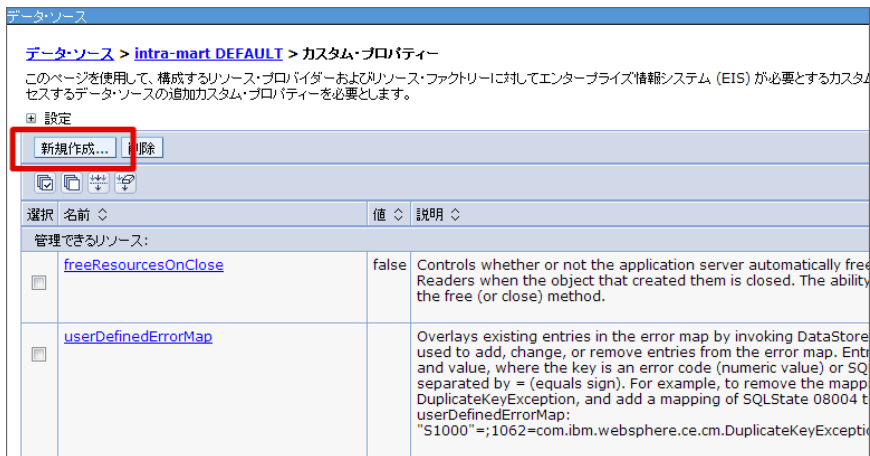 データ・ソース
データ・ソース > intra-mart DEFAULT > カスタム・プロパティー
このページを使用して、構成するリソース・プロバイダーおよびリソース・ファクトリーに対してエンタープライズ情報システム (EIS) が必要とするカスタム
セスするデータ・ソースの追加カスタム・プロパティーを必要とします。
設定
新規作成... 削除
選択 名前 値 説明
管理できるリソース:
freeResourcesOnClose false Controls whether or not the application server automatically free
Readers when the object that created them is closed. The ability
the free (or close) method.
userDefinedErrorMap Overlays existing entries in the error map by invoking DataStore
used to add, change, or remove entries from the error map. Entr
and value, where the key is an error code (numeric value) or SQ
separated by = (equals sign). For example, to remove the mapp
DuplicateKeyException, and add a mapping of SQLState 08004 t
userDefinedErrorMap:
"S1000"=;1062=com.ibm.websphere.ce.cm.DuplicateKeyExceptio